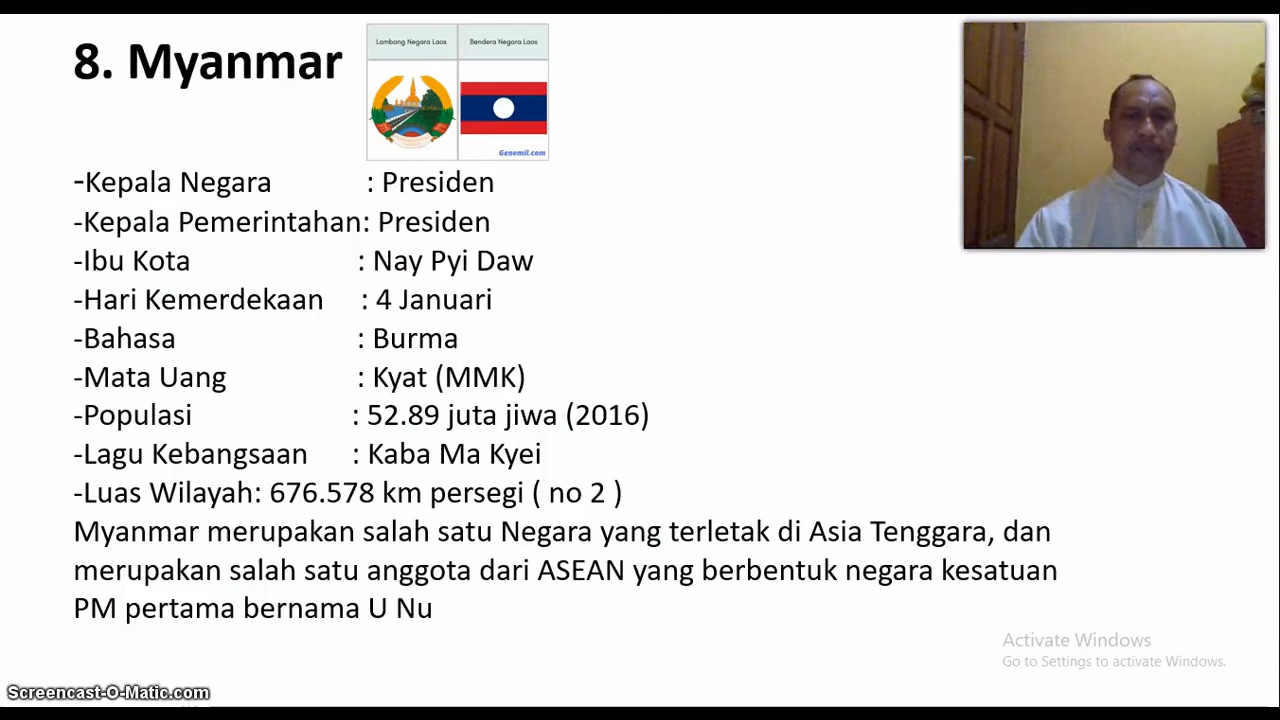 8. Myanmar
Lambang Negara Laos
Bendera Negara Laos
Genemil.com
-Kepala Negara : Presiden
-Kepala Pemerintahan: Presiden
-Ibu Kota : Nay Pyi Daw
-Hari Kemerdekaan : 4 Januari
-Bahasa : Burma
-Mata Uang : Kyat (MMK)
-Populasi : 52.89 juta jiwa (2016)
-Lagu Kebangsaan : Kaba Ma Kyei
-Luas Wilayah: 676.578 km persegi ( no 2 )
Myanmar merupakan salah satu Negara yang terletak di Asia Tenggara, dan
merupakan salah satu anggota dari ASEAN yang berbentuk negara kesatuan
PM pertama bernama U Nu
Activate Windows
Go to Settings to activate Windows.
Screencast-O-Matic.com